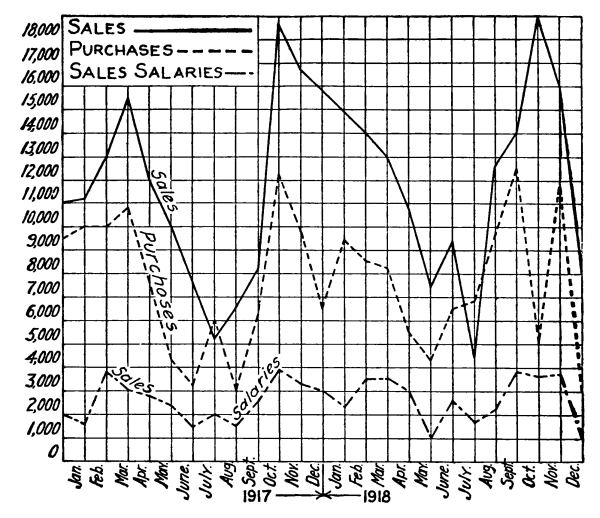 SALES
PURCHASES
SALES SALARIES
18,000
17,000
16,000
15,000
14,000
13,000
12,000
11,000
10,000
9,000
8,000
7,000
6,000
5,000
4,000
3,000
2,000
1,000
0
Sales
Purchases
Sales Salaries
Jan. Feb. Mar. Apr. May. June. July. Aug. Sept. Oct. Nov. Dec. Jan. Feb. Mar. Apr. May. June. July. Aug. Sept. Oct. Nov. Dec.
1917 1918